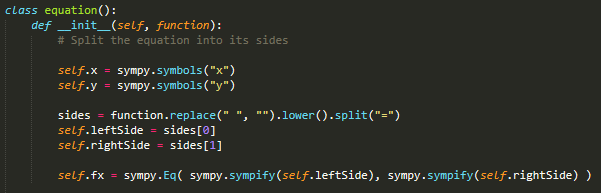 class equation():
    def __init__(self, function):
        # Split the equation into its sides
        self.x = sympy.symbols("x")
        self.y = sympy.symbols("y")
        sides = function.replace(" ", "").lower().split("=")
        self.leftSide = sides[0]
        self.rightSide = sides[1]
        self.fx = sympy.Eq( sympy.sympify(self.leftSide), sympy.sympify(self.rightSide) )